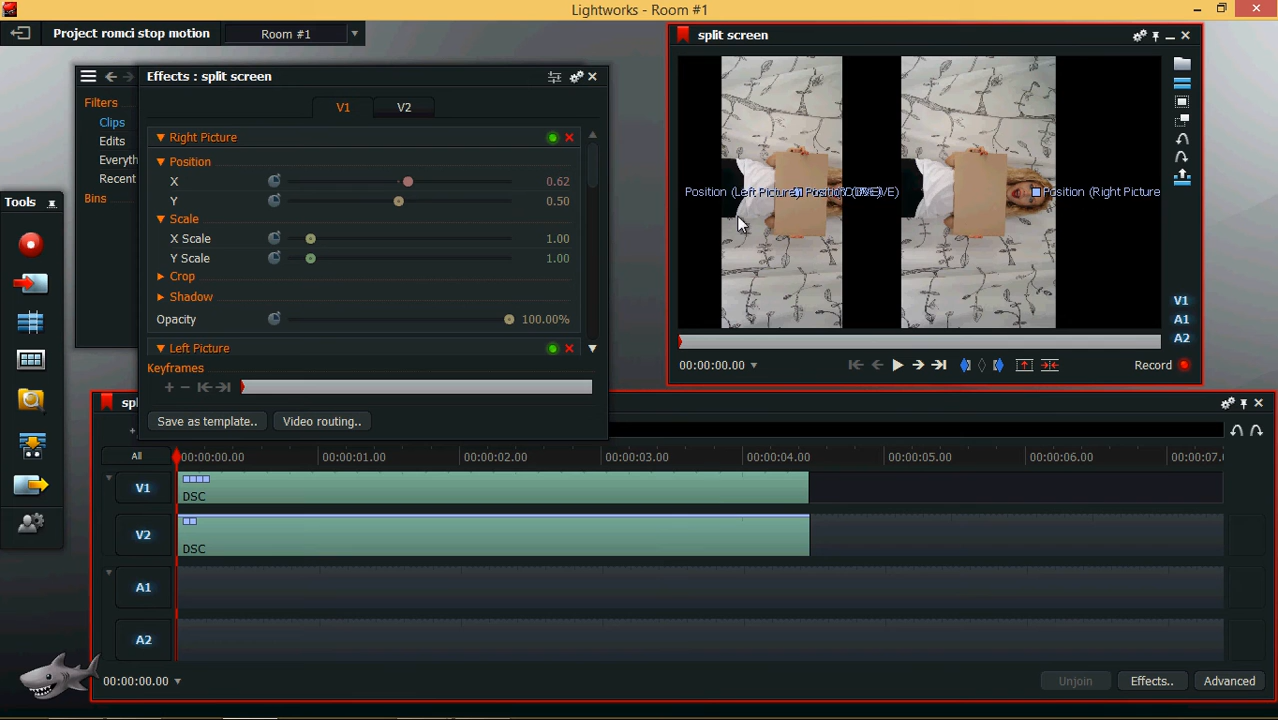 Lightworks - Room #1
Project romci stop motion
Room #1
split screen
Effects : split screen
V1
V2
Filters
Clips
Edits
Everyth
Recent
Bins
Right Picture
Position
X
0.62
Y
0.50
Scale
X Scale
1.00
Y Scale
1.00
Crop
Shadow
Opacity
100.00%
Left Picture
Keyframes
Save as template..
Video routing..
Tools
Position (Left Picture)
Position (Right Picture
V1
A1
A2
00:00:00.00
Record
spl
All
00:00:00.00
00:00:01.00
00:00:02.00
00:00:03.00
00:00:04.00
00:00:05.00
00:00:06.00
00:00:07.
V1
DSC
V2
DSC
A1
A2
00:00:00.00
Unjoin
Effects..
Advanced